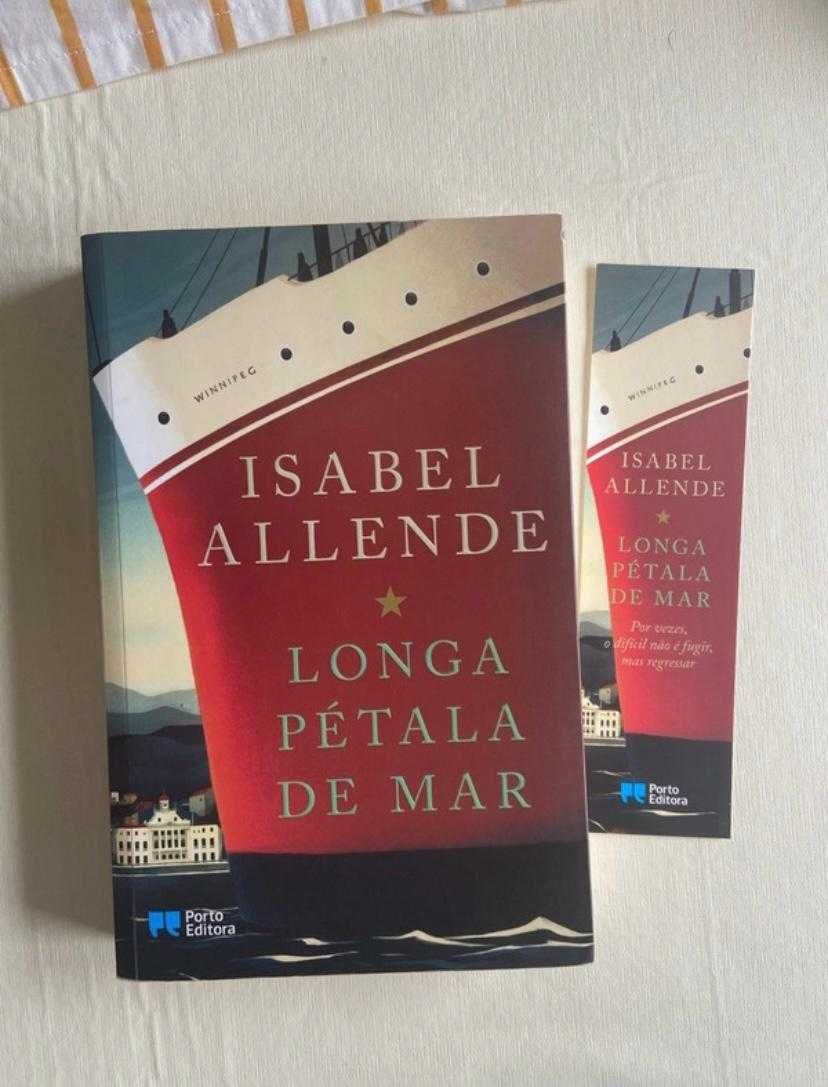 WINNIPEG
ISABEL
ALLENDE
LONGA
PÉTALA
DE MAR
Porto
Editora
WINNIPEG
ISABEL
ALLENDE
LONGA
PÉTALA
DE MAR
Por vezes,
o difícil não é fugir,
mas regressar
Porto
Editora